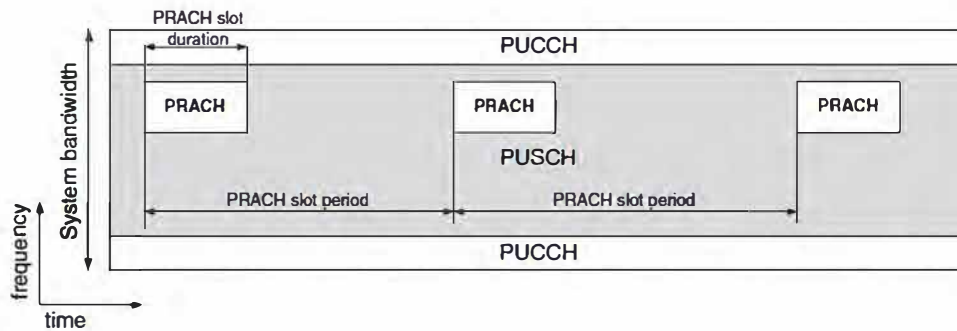 PRACH slot
duration
PUCCH
System bandwidth
PRACH
PRACH
PRACH
PUSCH
PRACH slot period
PRACH slot period
PUCCH
frequency
time